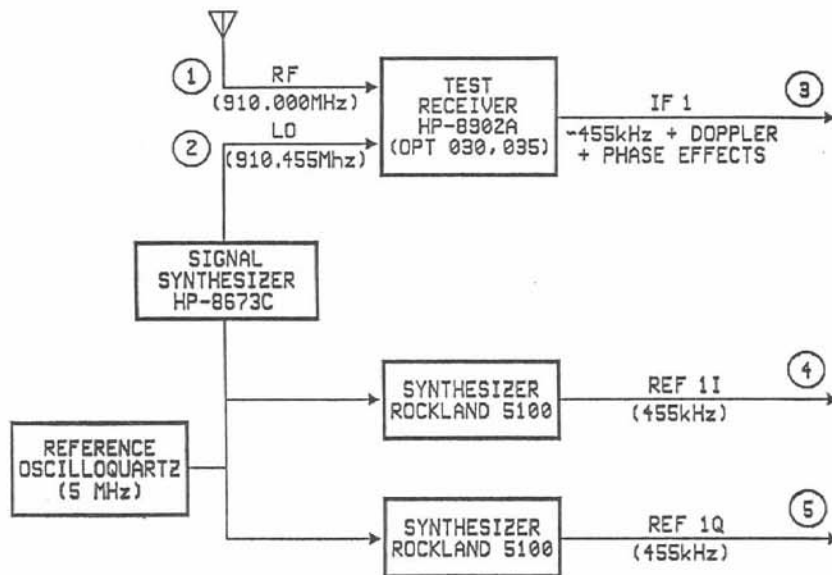 1
RF
(910.000MHz)
2
LO
(910.455Mhz)
TEST
RECEIVER
HP-8902A
(OPT 030,035)
IF 1
3
~455kHz + DOPPLER
+ PHASE EFFECTS
SIGNAL
SYNTHESIZER
HP-8673C
SYNTHESIZER
ROCKLAND 5100
REF 1I
(455kHz)
4
REFERENCE
OSCILLOQUARTZ
(5 MHz)
SYNTHESIZER
ROCKLAND 5100
REF 1Q
(455kHz)
5